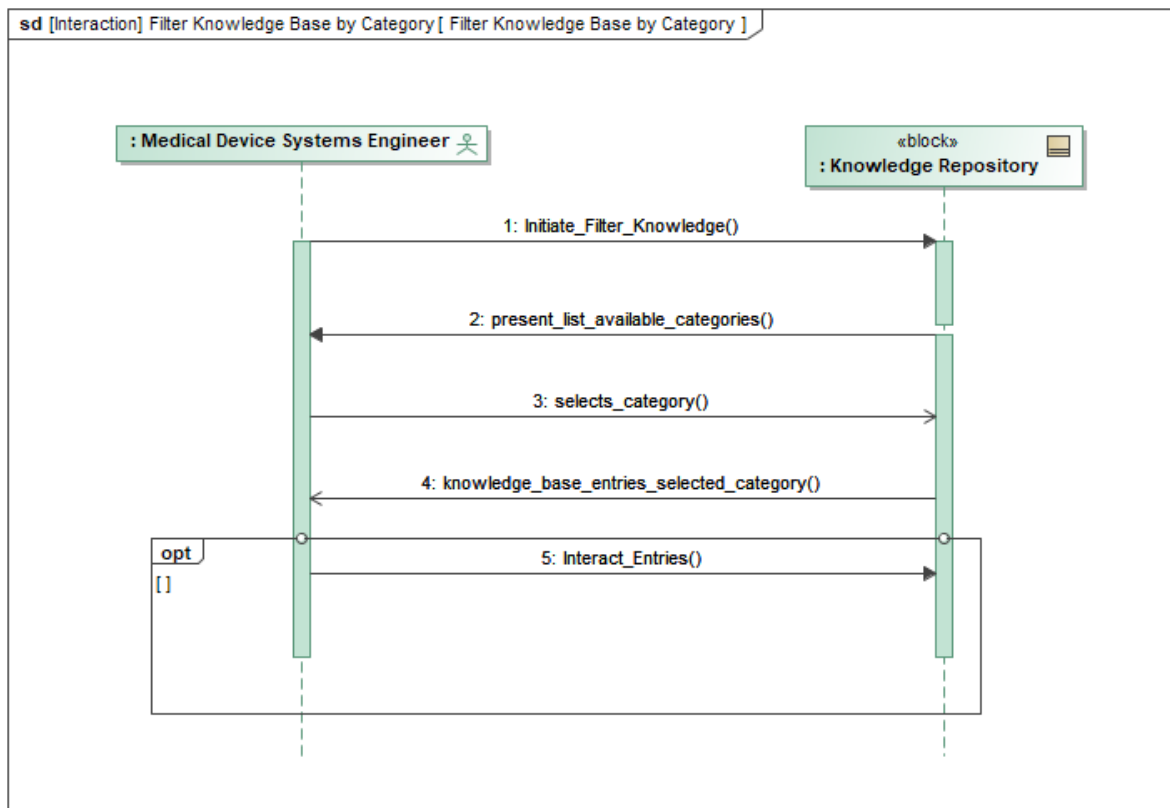 sd [Interaction] Filter Knowledge Base by Category [ Filter Knowledge Base by Category ]
: Medical Device Systems Engineer
«block»
: Knowledge Repository
1: Initiate_Filter_Knowledge()
2: present_list_available_categories()
3: selects_category()
4: knowledge_base_entries_selected_category()
opt
5: Interact_Entries()
[ ]